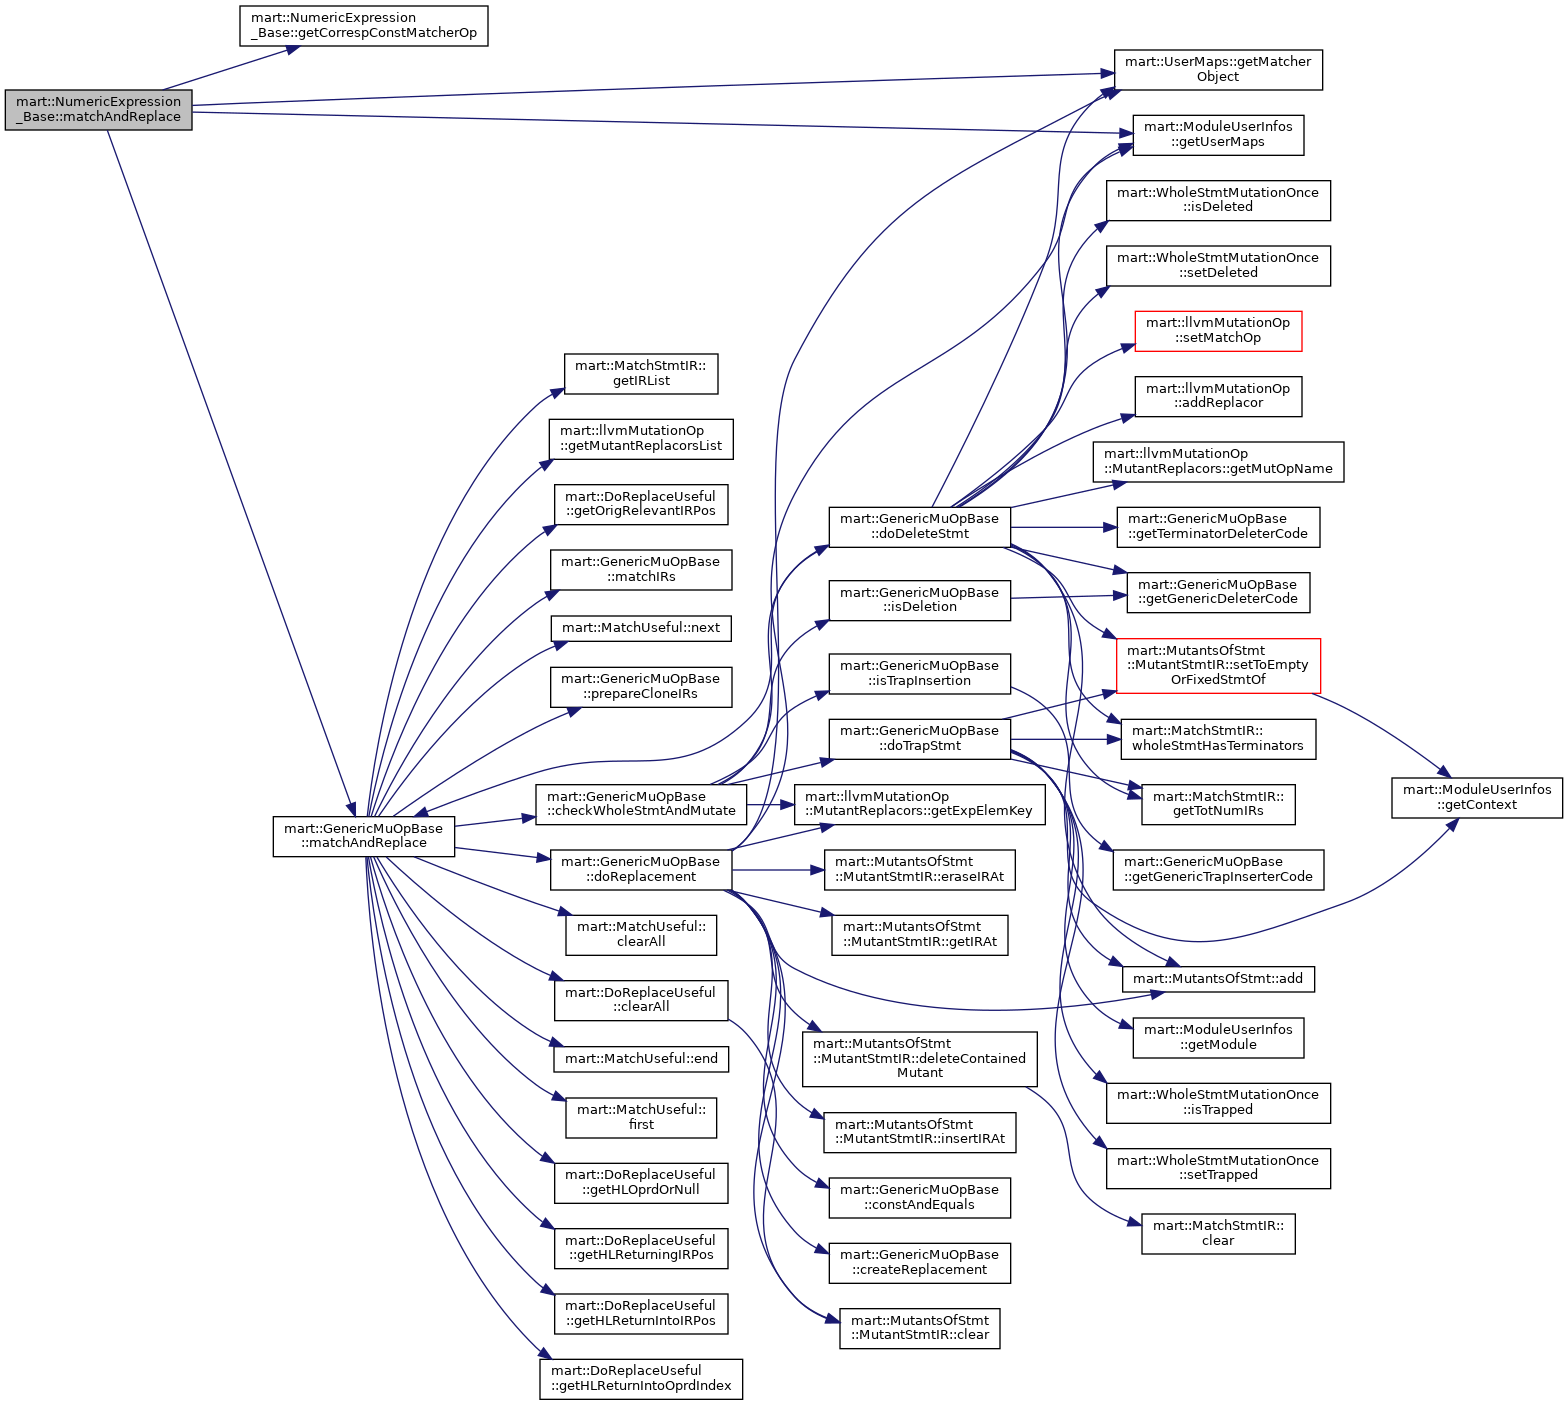 mart::NumericExpression
_Base::matchAndReplace
mart::NumericExpression
_Base::getCorrespConstMatcherOp
mart::GenericMuOpBase
::matchAndReplace
mart::MatchStmtIR::
getIRList
mart::llvmMutationOp
::getMutantReplacorsList
mart::DoReplaceUseful
::getOrigRelevantIRPos
mart::GenericMuOpBase
::matchIRs
mart::MatchUseful::next
mart::GenericMuOpBase
::prepareCloneIRs
mart::GenericMuOpBase
::checkWholeStmtAndMutate
mart::GenericMuOpBase
::doReplacement
mart::MatchUseful::
clearAll
mart::DoReplaceUseful
::clearAll
mart::MatchUseful::end
mart::MatchUseful::
first
mart::DoReplaceUseful
::getHLOprdOrNull
mart::DoReplaceUseful
::getHLReturningIRPos
mart::DoReplaceUseful
::getHLReturnIntoIRPos
mart::DoReplaceUseful
::getHLReturnIntoOprdIndex
mart::GenericMuOpBase
::doDeleteStmt
mart::GenericMuOpBase
::isDeletion
mart::GenericMuOpBase
::isTrapInsertion
mart::GenericMuOpBase
::doTrapStmt
mart::llvmMutationOp
::MutantReplacors::getExpElemKey
mart::MutantsOfStmt
::MutantStmtIR::eraseIRAt
mart::MutantsOfStmt
::MutantStmtIR::getIRAt
mart::MutantsOfStmt
::MutantStmtIR::deleteContained
Mutant
mart::MutantsOfStmt
::MutantStmtIR::insertIRAt
mart::GenericMuOpBase
::constAndEquals
mart::GenericMuOpBase
::createReplacement
mart::MutantsOfStmt
::MutantStmtIR::clear
mart::UserMaps::getMatcher
Object
mart::ModuleUserInfos
::getUserMaps
mart::WholeStmtMutationOnce
::isDeleted
mart::WholeStmtMutationOnce
::setDeleted
mart::llvmMutationOp
::setMatchOp
mart::llvmMutationOp
::addReplacor
mart::llvmMutationOp
::MutantReplacors::getMutOpName
mart::GenericMuOpBase
::getTerminatorDeleterCode
mart::GenericMuOpBase
::getGenericDeleterCode
mart::MutantsOfStmt
::MutantStmtIR::setToEmpty
OrFixedStmtOf
mart::MatchStmtIR::
wholeStmtHasTerminators
mart::MatchStmtIR::
getTotNumIRs
mart::GenericMuOpBase
::getGenericTrapInserterCode
mart::MutantsOfStmt::add
mart::ModuleUserInfos
::getModule
mart::WholeStmtMutationOnce
::isTrapped
mart::WholeStmtMutationOnce
::setTrapped
mart::MatchStmtIR::
clear
mart::ModuleUserInfos
::getContext